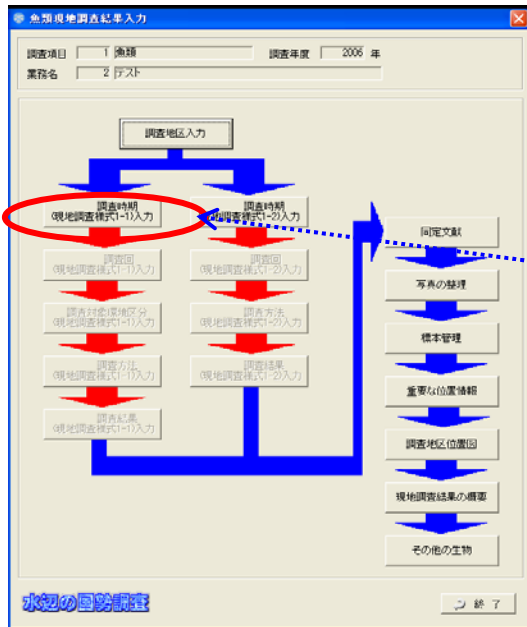 魚類現地調査結果入力
調査項目 1 魚類 調査年度 2006 年
業務名 2 テスト
調査地区入力
調査時期
(現地調査様式1-1)入力
調査回
(現地調査様式1-1)入力
調査対象環境区分
(現地調査様式1-1)入力
調査方法
(現地調査様式1-1)入力
調査結果
(現地調査様式1-1)入力
調査時期
(現地調査様式1-2)入力
調査回
(現地調査様式1-2)入力
調査方法
(現地調査様式1-2)入力
調査結果
(現地調査様式1-2)入力
同定文献
写真の整理
標本管理
重要な位置情報
調査地区位置図
現地調査結果の概要
その他の生物
水辺の国勢調査
終了